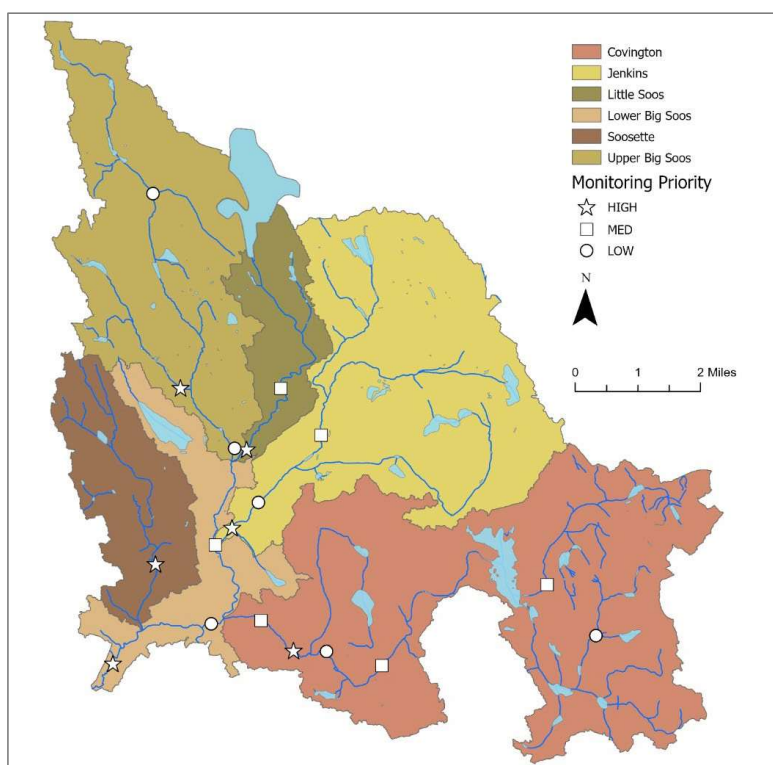 Covington
Jenkins
Little Soos
Lower Big Soos
Soosette
Upper Big Soos
Monitoring Priority
HIGH
MED
LOW
N
0 1 2 Miles